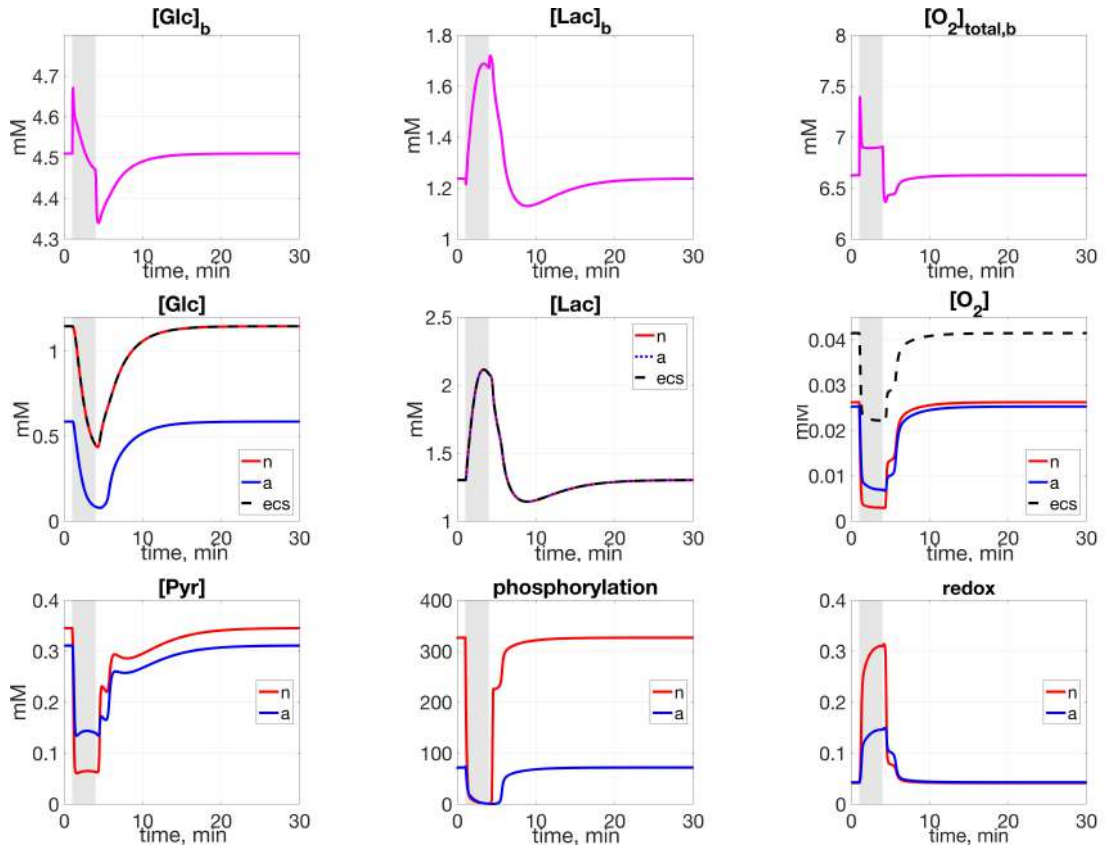 [Glc]b
4.7
4.6
4.5
4.4
4.3
mM
0 10 20 30
time, min
[Lac]b
1.8
1.6
1.4
1.2
1
mM
0 10 20 30
time, min
[O2]total,b
8
7.5
7
6.5
6
mM
0 10 20 30
time, min
[Glc]
1
0.5
0
mM
n
a
ecs
0 10 20 30
time, min
[Lac]
2.5
2
1.5
1
mM
n
a
ecs
0 10 20 30
time, min
[O2]
0.04
0.03
0.02
0.01
0
mM
n
a
ecs
0 10 20 30
time, min
[Pyr]
0.4
0.3
0.2
0.1
0
mM
n
a
0 10 20 30
time, min
phosphorylation
400
300
200
100
0
n
a
0 10 20 30
time, min
redox
0.4
0.3
0.2
0.1
0
n
a
0 10 20 30
time, min